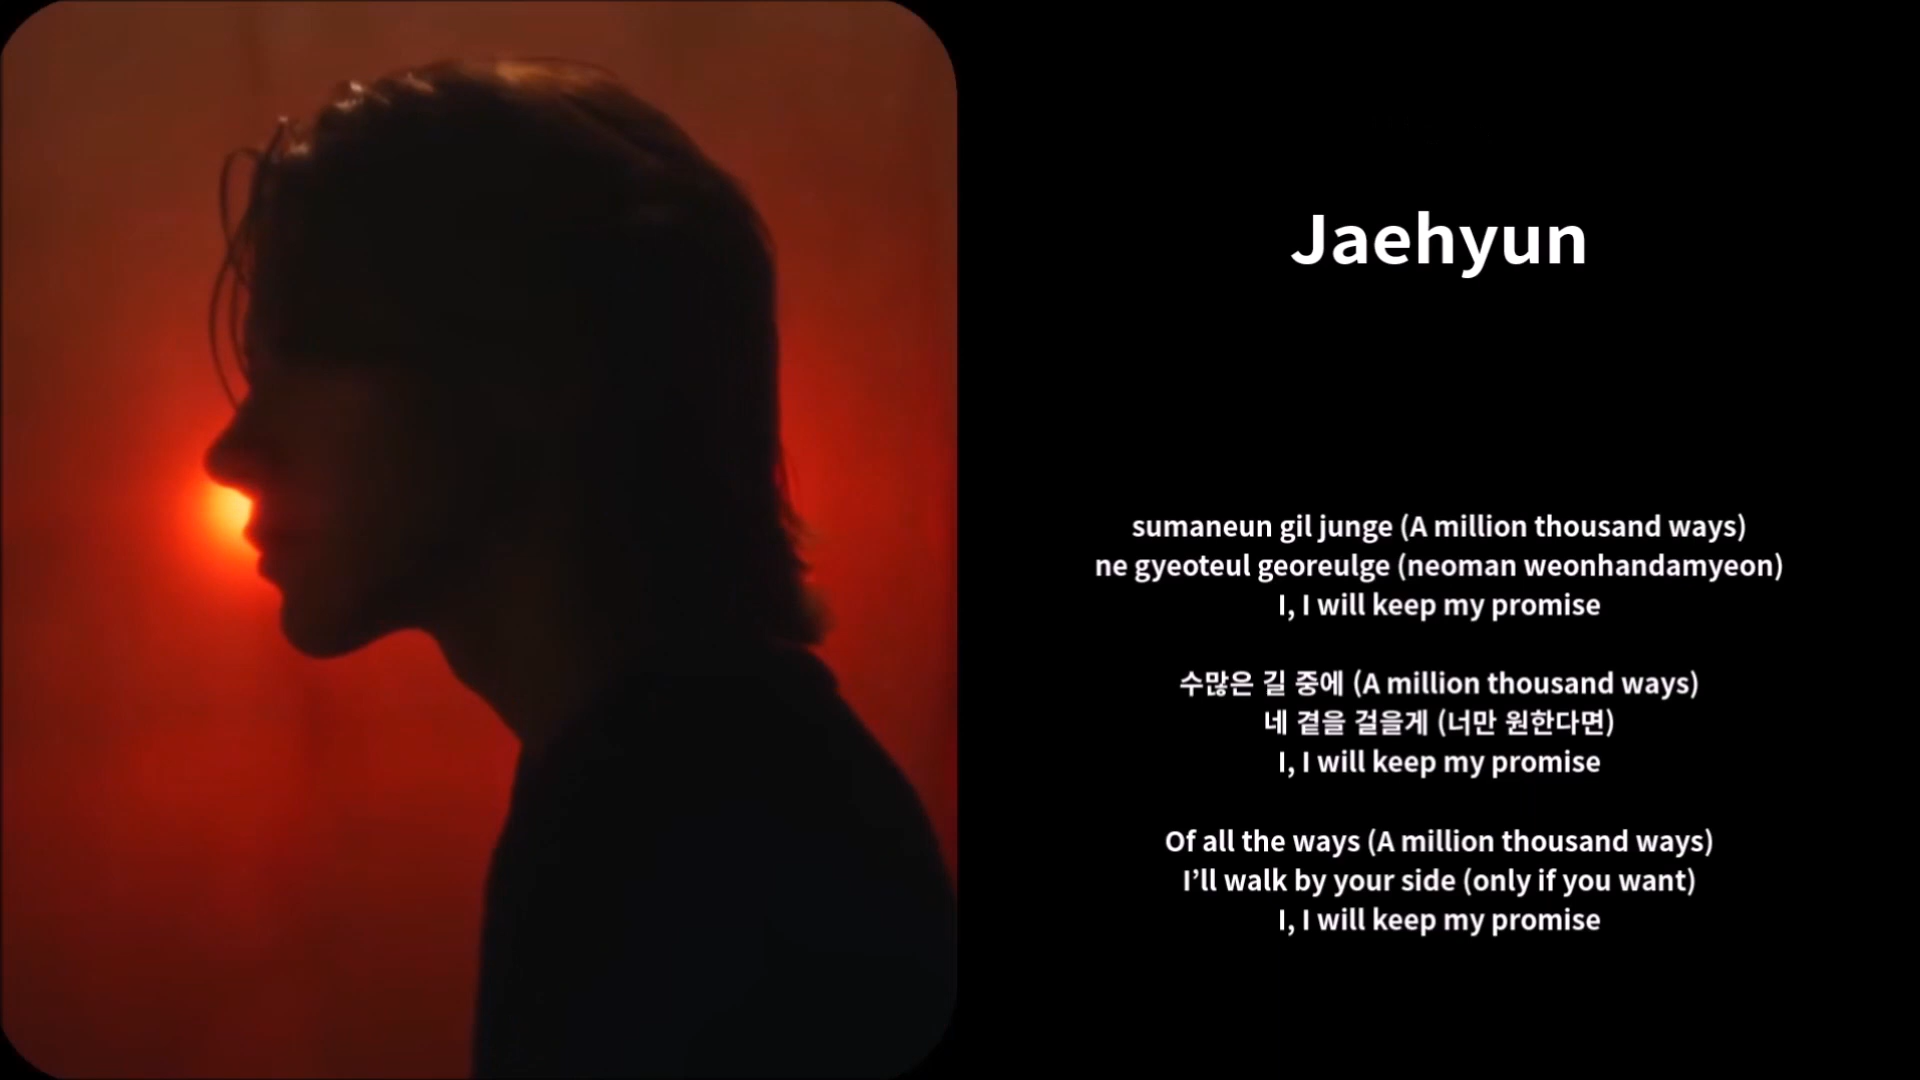 Jaehyun
sumaneun gil junge (A million thousand ways)
ne gyeoteul georeulge (neoman weonhandamyeon)
I, I will keep my promise
수많은 길 중에 (A million thousand ways)
네 곁을 걸을게 (너만 원한다면)
I, I will keep my promise
Of all the ways (A million thousand ways)
I’ll walk by your side (only if you want)
I, I will keep my promise